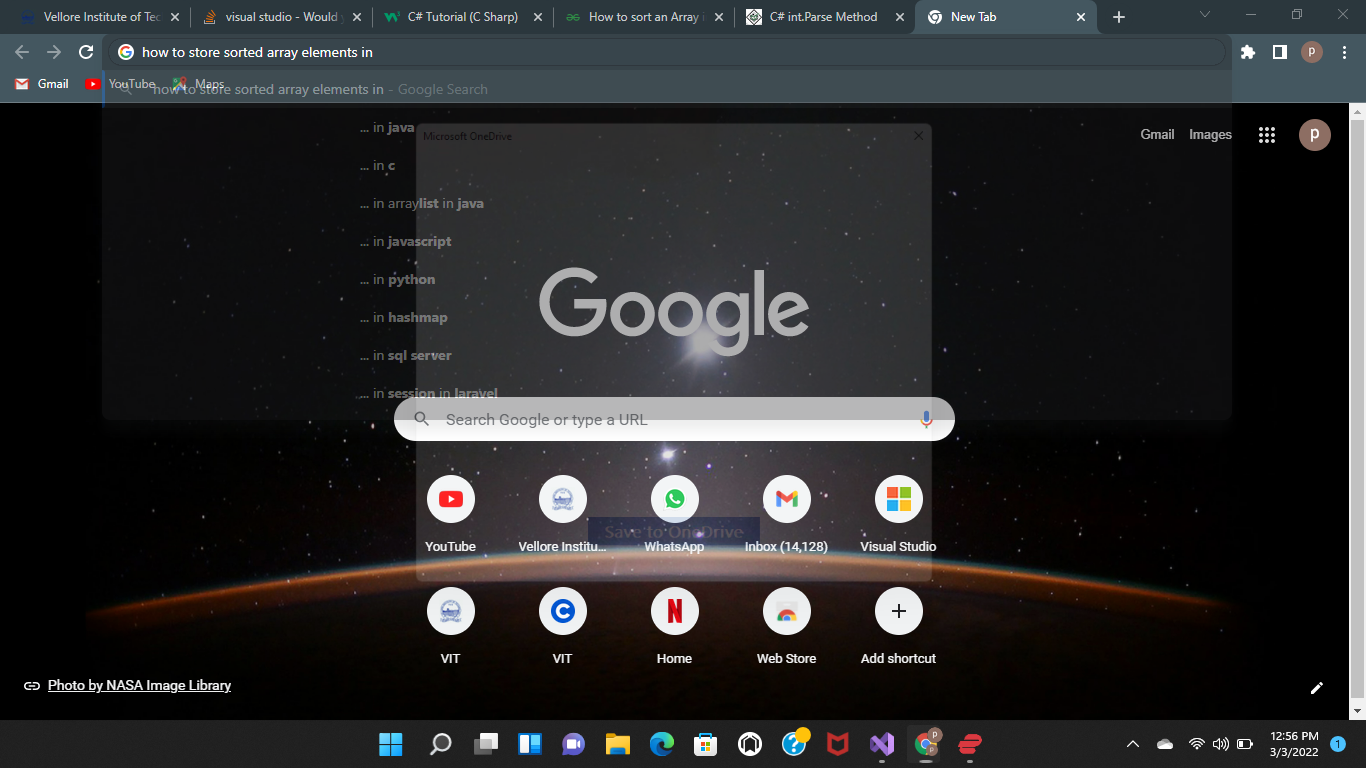 Vellore Institute of Tec
visual studio - Would y
C# Tutorial (C Sharp)
How to sort an Array i
C# int.Parse Method
New Tab
how to store sorted array elements in
P
Gmail
YouTube
Maps
how to store sorted array elements in - Google Search
... in java
Microsoft OneDrive
Gmail
Images
P
... in c
... in arraylist in java
... in javascript
... in python
... in hashmap
... in sql server
... in session in laravel
Google
Search Google or type a URL
Save to OneDrive
YouTube
Vellore Institu...
WhatsApp
Inbox (14,128)
Visual Studio
VIT
VIT
Home
Web Store
Add shortcut
Photo by NASA Image Library
12:56 PM
3/3/2022
1